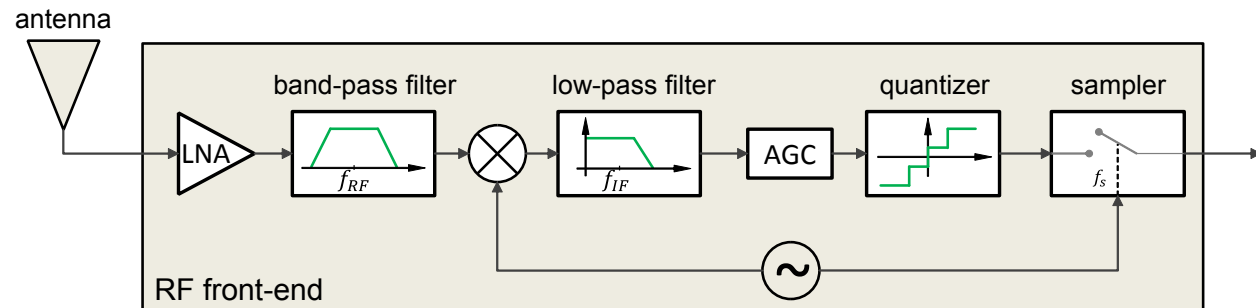 antenna
band-pass filter
low-pass filter
quantizer
sampler
LNA
f_RF
f_IF
AGC
f_s
~
RF front-end